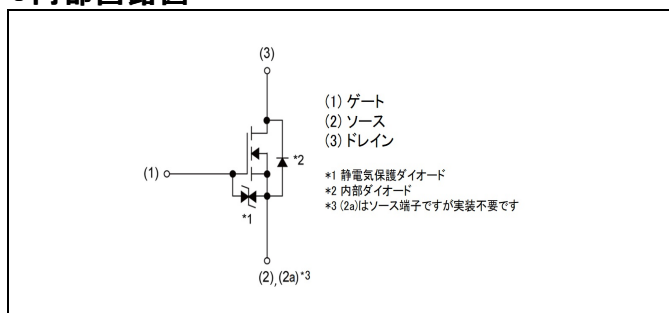 (3)
(1) ゲート
(2) ソース
(3) ドレイン
*2
(1)
*1 静電気保護ダイオード
*2 内部ダイオード
*3 (2a)はソース端子ですが実装不要です
*1
(2),(2a)*3